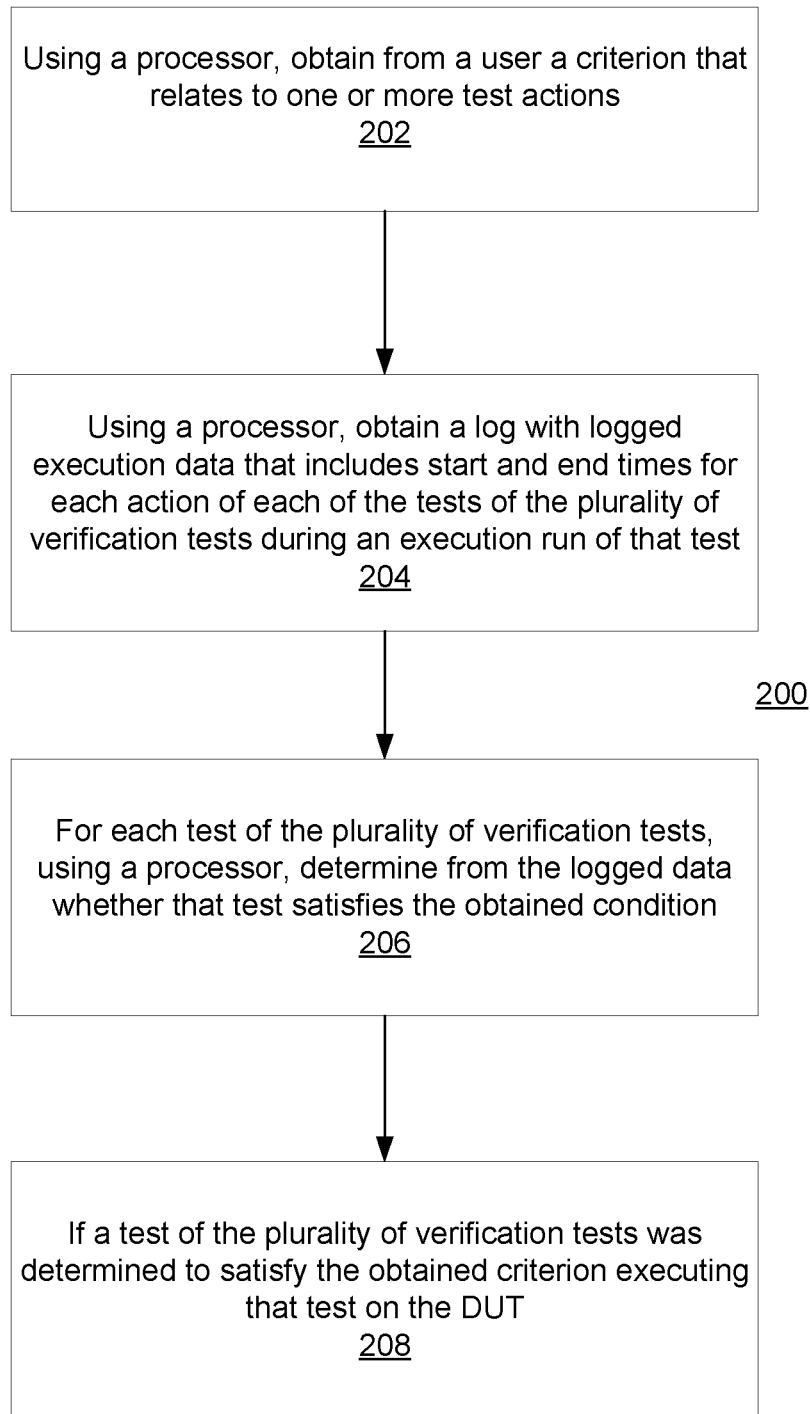 Using a processor, obtain from a user a criterion that
relates to one or more test actions
202
Using a processor, obtain a log with logged
execution data that includes start and end times for
each action of each of the tests of the plurality of
verification tests during an execution run of that test
204
200
For each test of the plurality of verification tests,
using a processor, determine from the logged data
whether that test satisfies the obtained condition
206
If a test of the plurality of verification tests was
determined to satisfy the obtained criterion executing
that test on the DUT
208